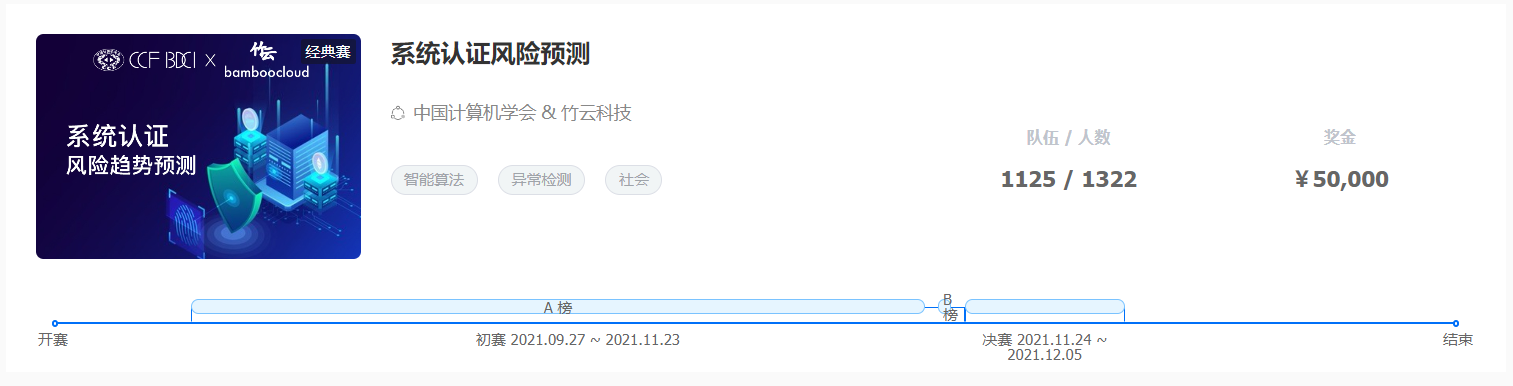 CCF BDCI X 竹云 bamboocloud
经典赛
系统认证
风险趋势预测
系统认证风险预测
中国计算机学会 & 竹云科技
智能算法 异常检测 社会
队伍 / 人数
1125 / 1322
奖金
¥50,000
A 榜
B
榜
开赛
初赛 2021.09.27 ~ 2021.11.23
决赛 2021.11.24 ~
2021.12.05
结束